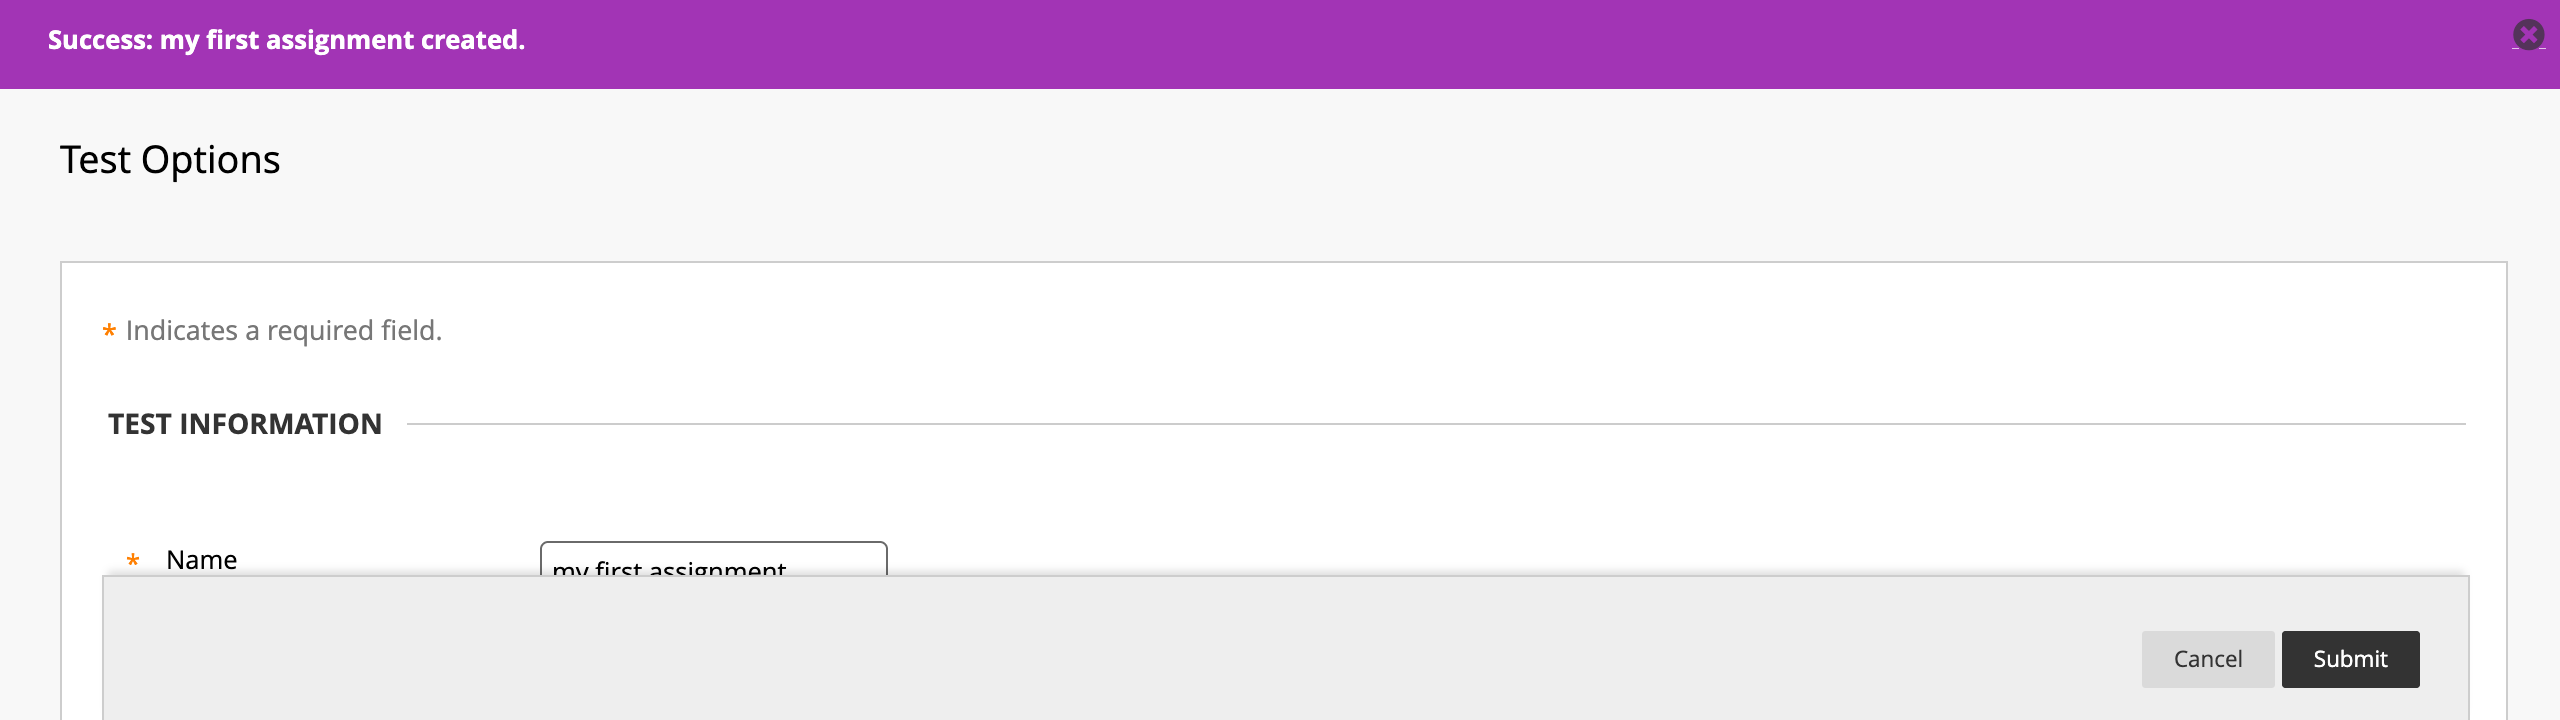 Success: my first assignment created.
Test Options
* Indicates a required field.
TEST INFORMATION
* Name
my first assignment
Cancel
Submit